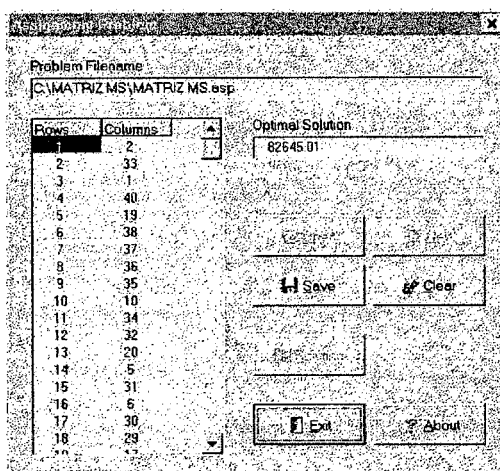 Problem Filename
C:\MATRIZ MS\MATRIZ MS.asp
Rows Columns
1 2
2 33
3 1
4 40
5 19
6 38
7 37
8 36
9 35
10 10
11 34
12 32
13 20
14 5
15 31
16 6
17 30
18 29
Optimal Solution
82645.01
Save
Clear
Exit
? About